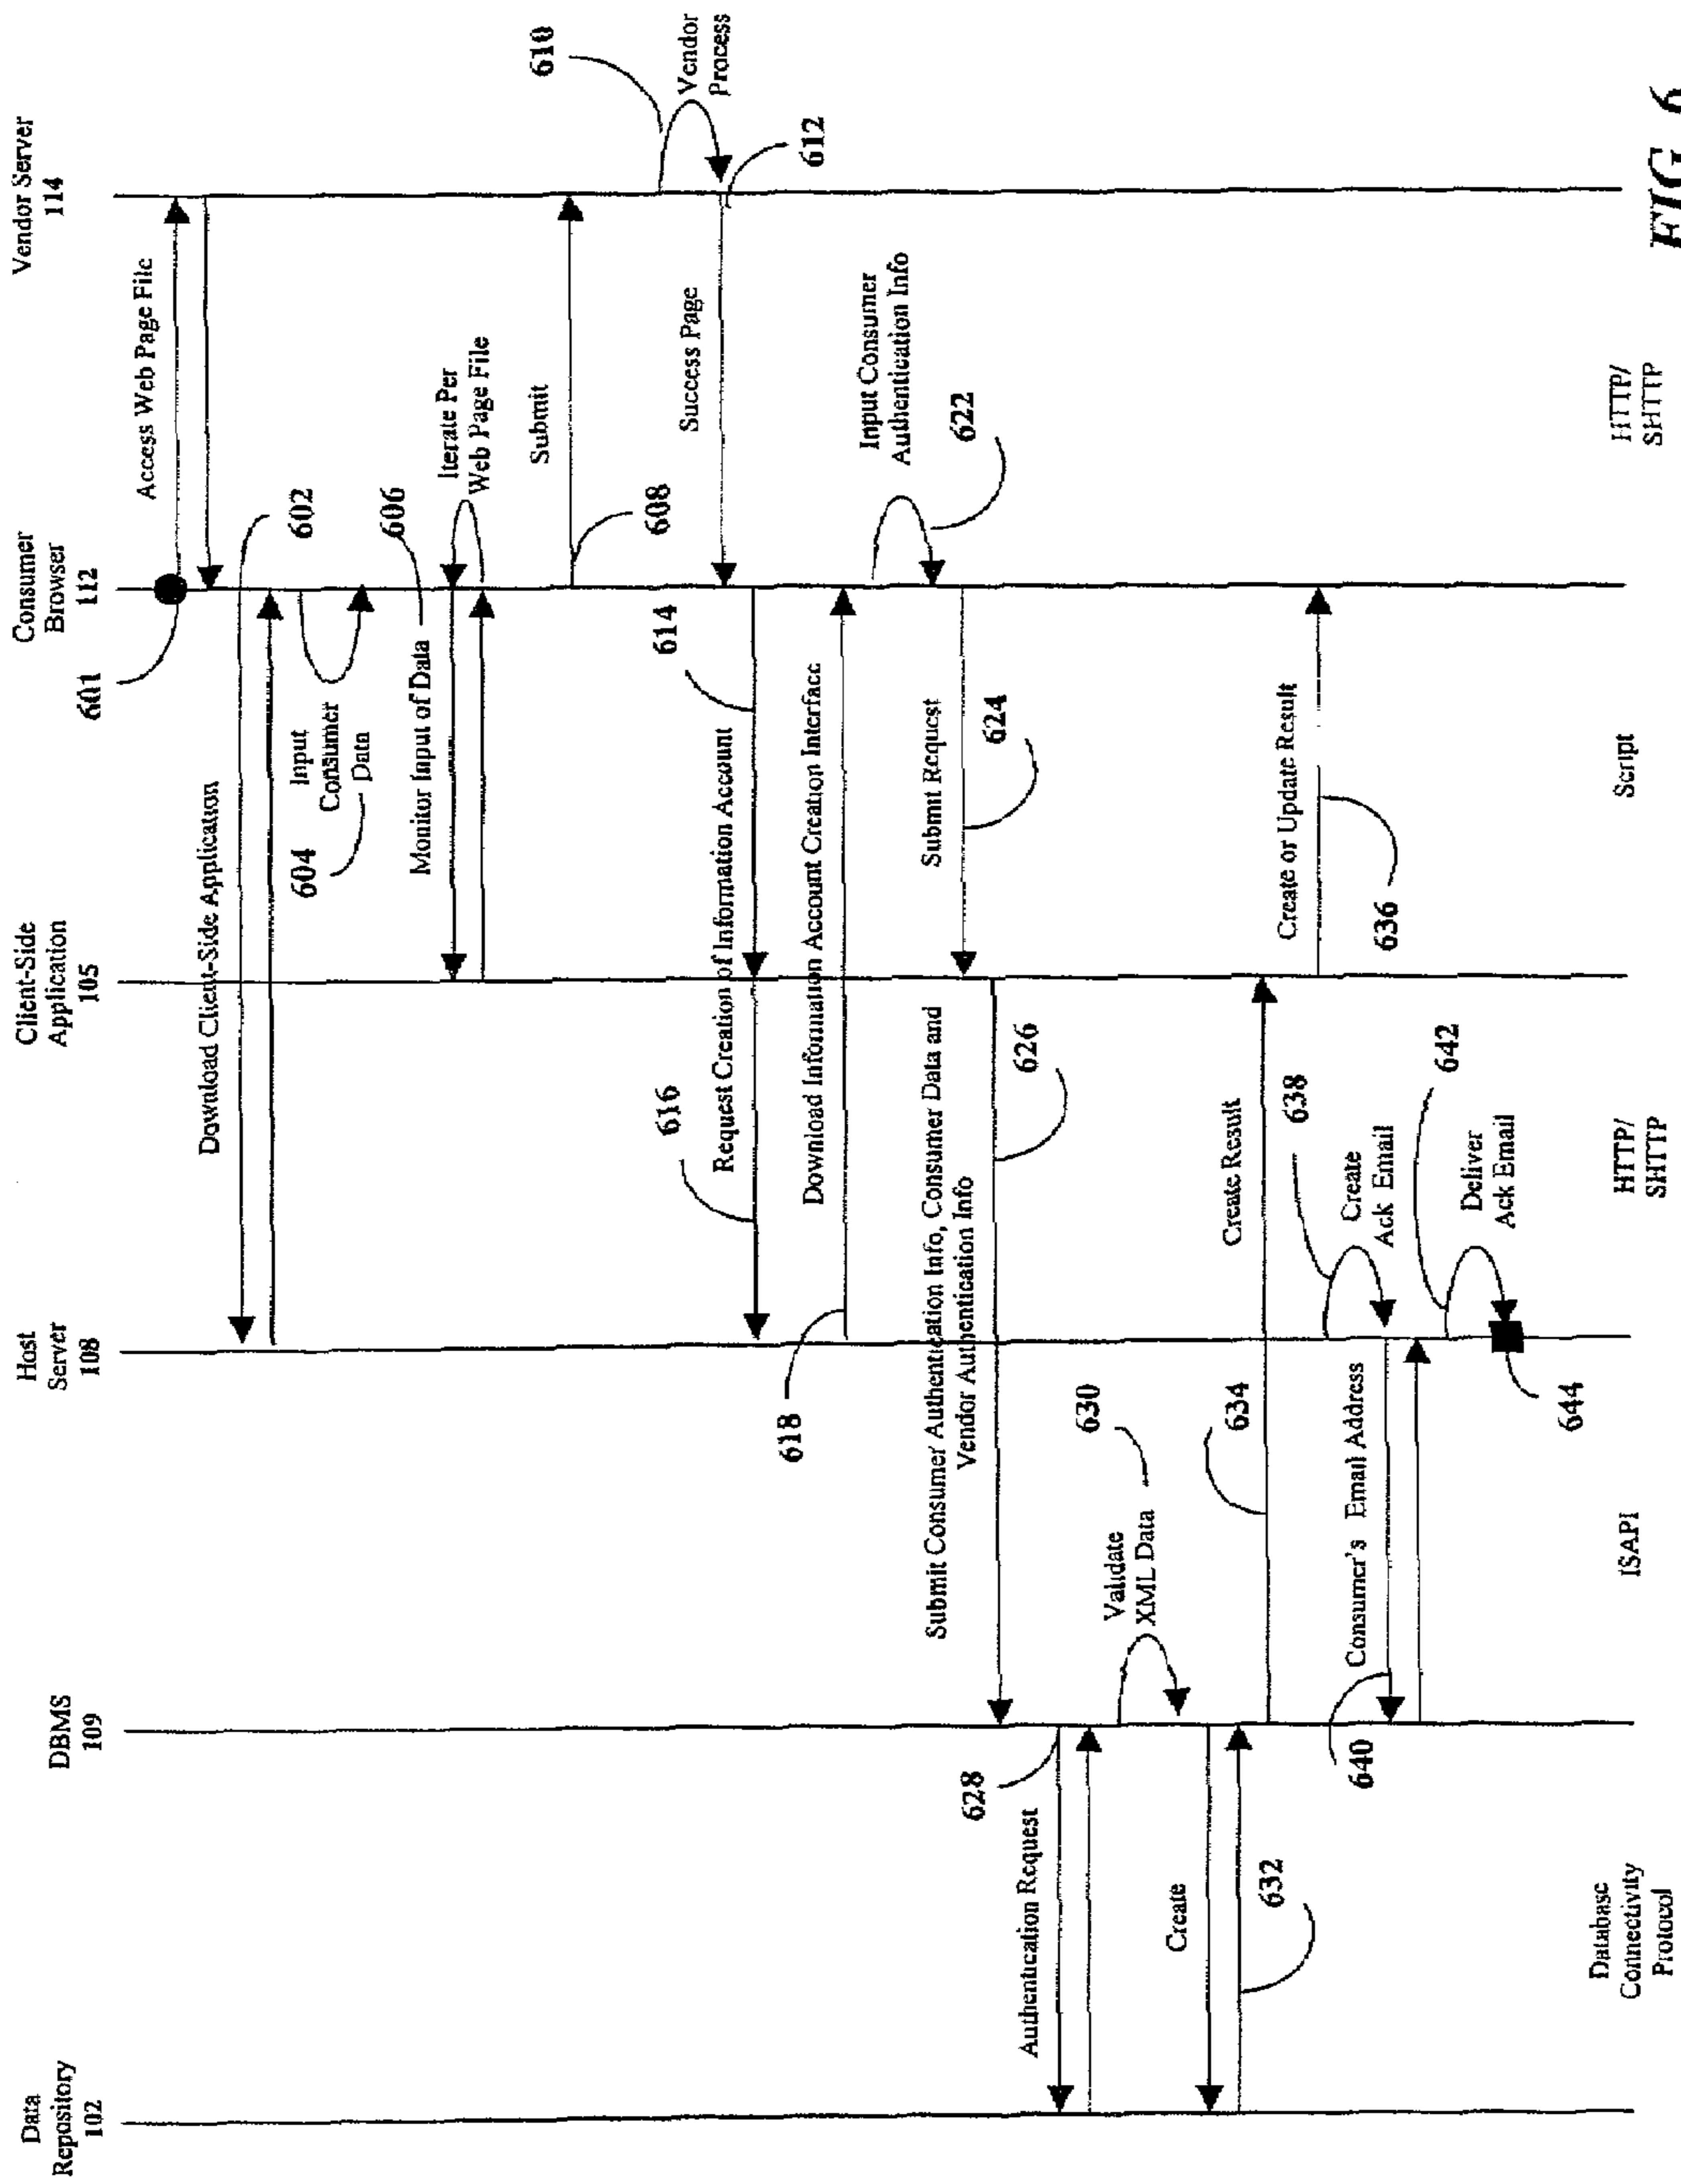 Data
Repository
102
DBMS
109
Host
Server
108
Client-Side
Application
105
Consumer
Browser
112
Vendor Server
114
601
Access Web Page File
Download Client-Side Application
602
Input
Consumer
Data
604
606
Monitor Input of Data
Iterate Per
Web Page File
Submit
608
610
Vendor
Process
612
Success Page
614
616
Request Creation of Information Account
618
Download Information Account Creation Interface
Input Consumer
Authentication Info
622
Submit Request
624
Submit Consumer Authentication Info, Consumer Data and
Vendor Authentication Info
626
628
Authentication Request
630
Validate
XML Data
Create
632
634
Create Result
Create or Update Result
636
638
Create
Ack Email
Consumer's Email Address
640
642
Deliver
Ack Email
644
Database
Connectivity
Protocol
ISAPI
HTTP/
SHTTP
Script
HTTP/
SHTTP
FIG. 6